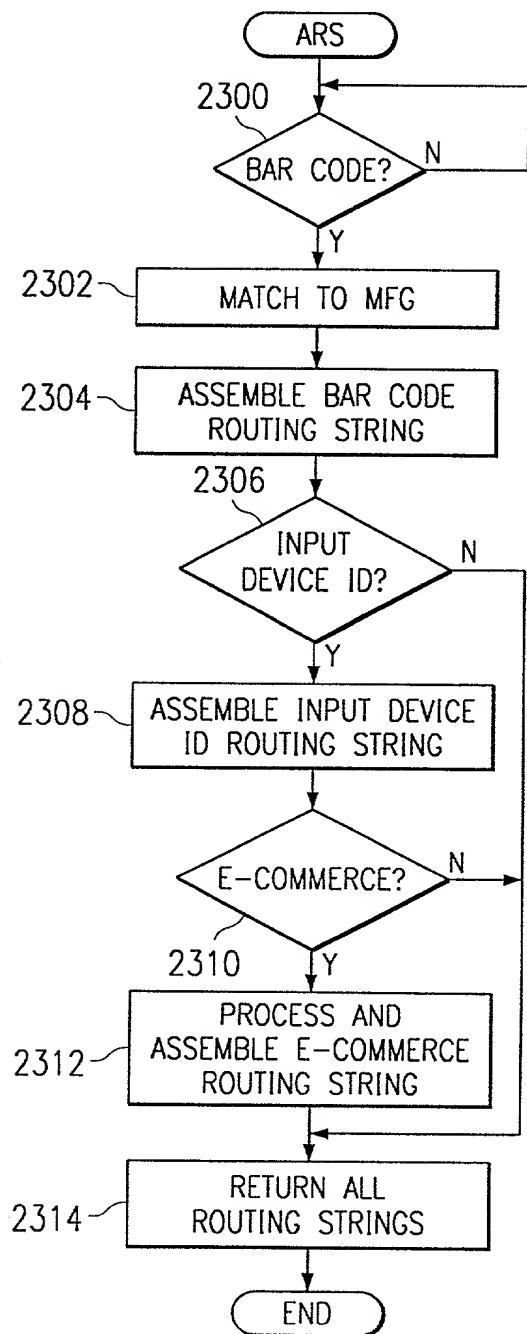 ARS
2300
BAR CODE?
N
Y
2302
MATCH TO MFG
2304
ASSEMBLE BAR CODE
ROUTING STRING
2306
INPUT
DEVICE ID?
N
Y
2308
ASSEMBLE INPUT DEVICE
ID ROUTING STRING
E-COMMERCE?
N
2310
Y
2312
PROCESS AND
ASSEMBLE E-COMMERCE
ROUTING STRING
2314
RETURN ALL
ROUTING STRINGS
END